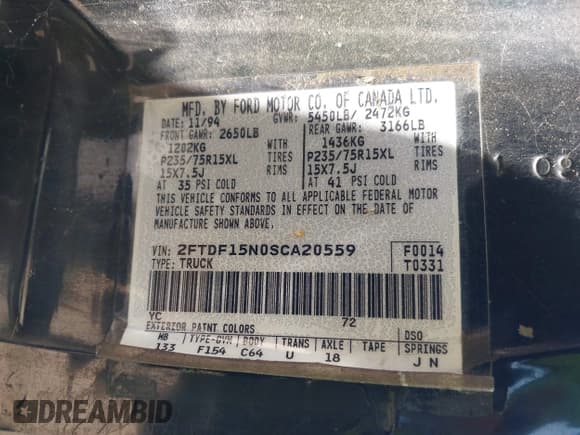 MFD. BY FORD MOTOR CO. OF CANADA LTD.
DATE: 11/94 GVWR: 5450LB/ 2472KG
FRONT GAWR: 2650LB REAR GAWR: 3166LB
1202KG WITH 1436KG WITH
P235/75R15XL TIRES P235/75R15XL TIRES
15X7.5J RIMS 15X7.5J RIMS
AT 35 PSI COLD AT 41 PSI COLD
THIS VEHICLE CONFORMS TO ALL APPLICABLE FEDERAL MOTOR
VEHICLE SAFETY STANDARDS IN EFFECT ON THE DATE OF
MANUFACTURE SHOWN ABOVE.
VIN: 2FTDF15N0SCA20559 F0014
TYPE: TRUCK T0331
YC 72
EXTERIOR PAINT COLORS DSO
WB TYPE-GVW BODY TRANS AXLE TAPE SPRINGS
133 F154 C64 U 18 J N
1 08
DREAMBID